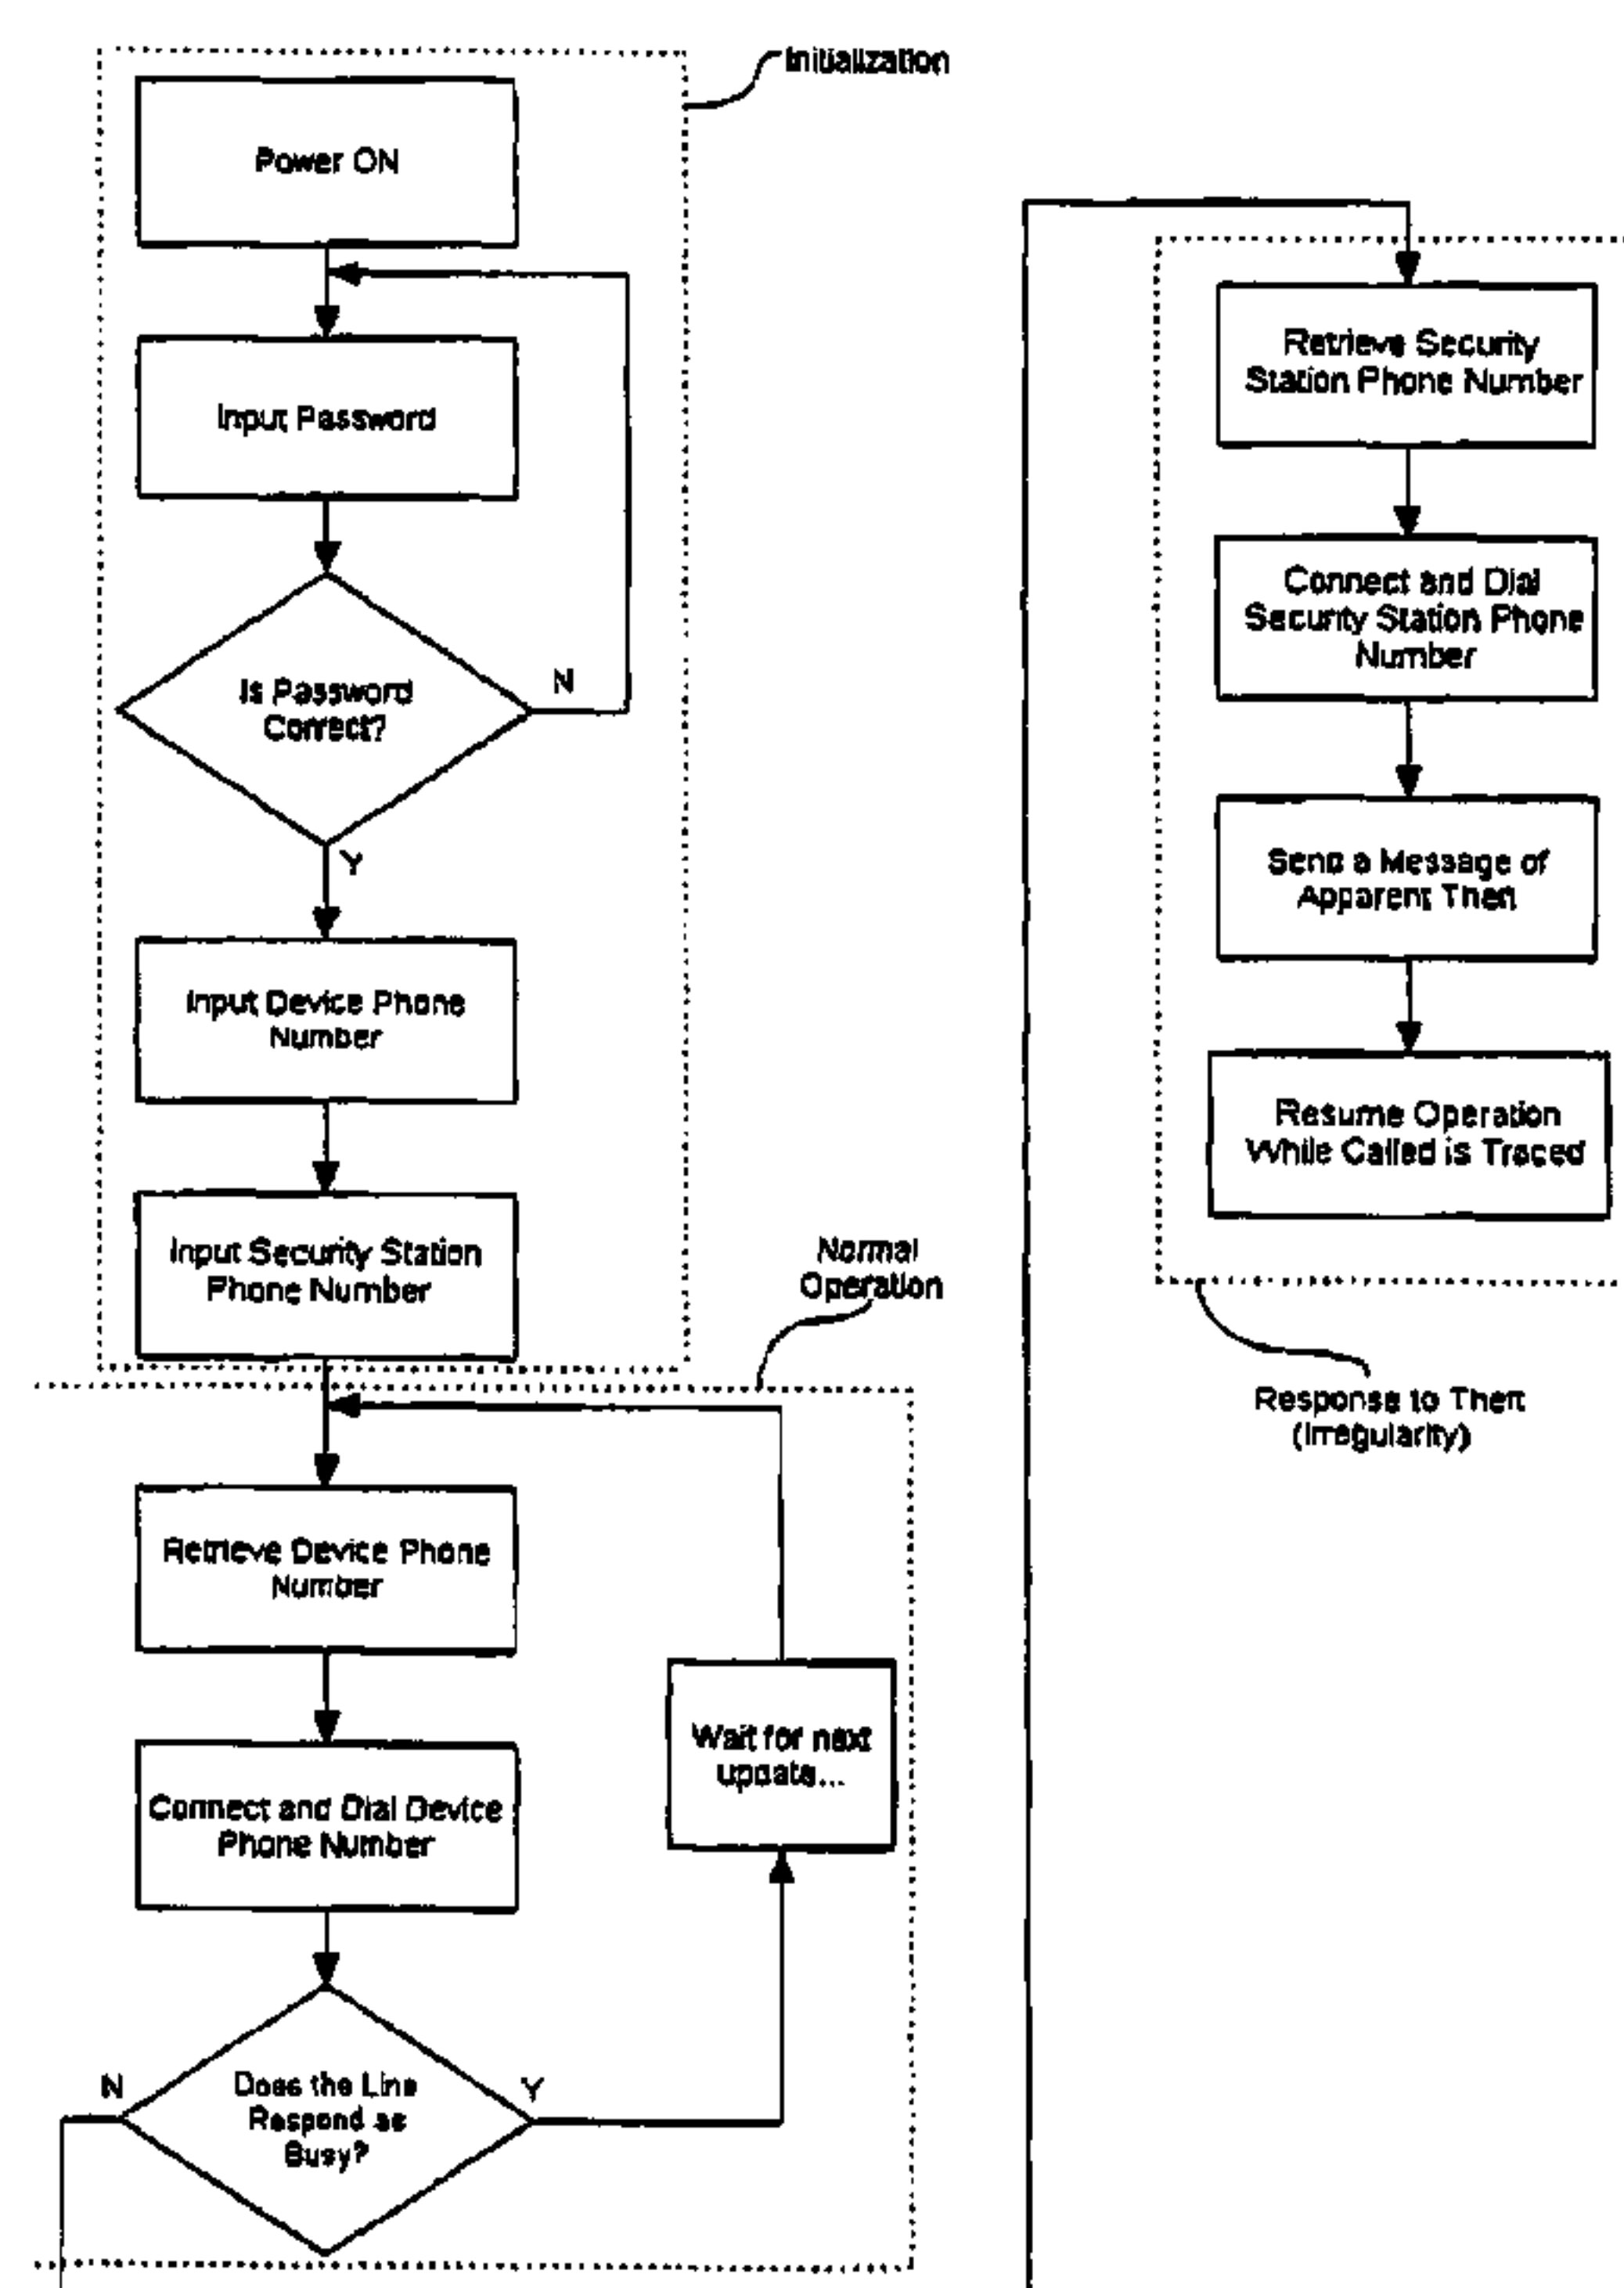 Initialization
Power ON
Input Password
Is Password
Correct?
N
Y
Input Device Phone
Number
Input Security Station
Phone Number
Normal
Operation
Retrieve Device Phone
Number
Connect and Dial Device
Phone Number
Wait for next
update...
Does the Line
Respond as
Busy?
N
Y
Retrieve Security
Station Phone Number
Connect and Dial
Security Station Phone
Number
Send a Message of
Apparent Theft
Resume Operation
While Called is Traced
Response to Theft
(Irregularity)